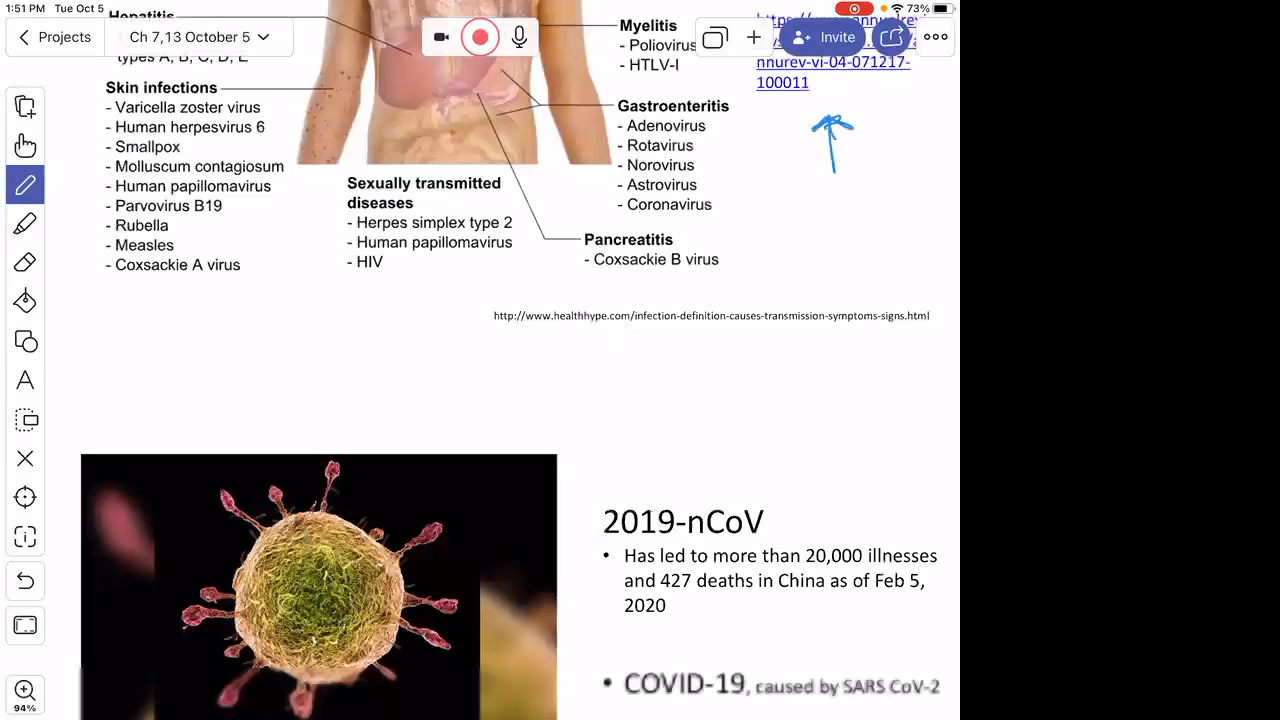 1:51 PM Tue Oct 5
73%
Projects
Ch 7,13 October 5
Invite
Hepatitis
types A, B, C, D, E
Skin infections
- Varicella zoster virus
- Human herpesvirus 6
- Smallpox
- Molluscum contagiosum
- Human papillomavirus
- Parvovirus B19
- Rubella
- Measles
- Coxsackie A virus
Sexually transmitted
diseases
- Herpes simplex type 2
- Human papillomavirus
- HIV
Myelitis
- Poliovirus
- HTLV-I
Gastroenteritis
- Adenovirus
- Rotavirus
- Norovirus
- Astrovirus
- Coronavirus
Pancreatitis
- Coxsackie B virus
nnurev-vi-04-071217-
100011
http://www.healthhype.com/infection-definition-causes-transmission-symptoms-signs.html
2019-nCoV
• Has led to more than 20,000 illnesses
and 427 deaths in China as of Feb 5,
2020
• COVID-19, caused by SARS CoV-2
A
94%